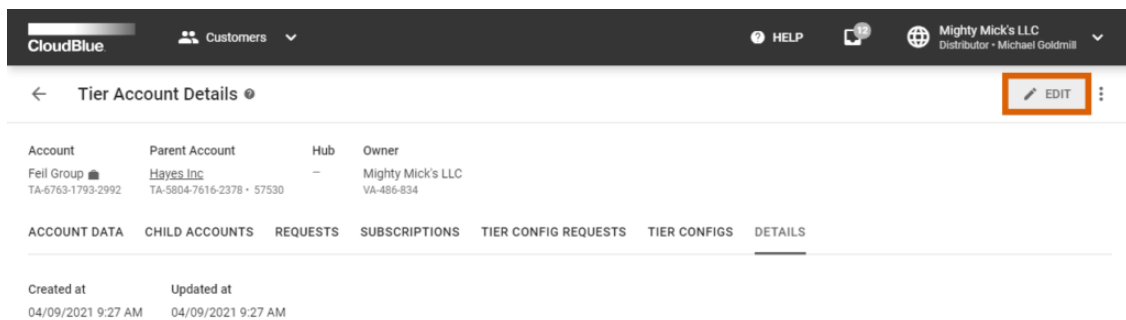 CloudBlue.
Customers
HELP
12
Mighty Mick's LLC
Distributor • Michael Goldmill
Tier Account Details
EDIT
Account Parent Account Hub Owner
Feil Group Hayes Inc – Mighty Mick's LLC
TA-6763-1793-2992 TA-5804-7616-2378 • 57530 VA-486-834
ACCOUNT DATA CHILD ACCOUNTS REQUESTS SUBSCRIPTIONS TIER CONFIG REQUESTS TIER CONFIGS DETAILS
Created at Updated at
04/09/2021 9:27 AM 04/09/2021 9:27 AM